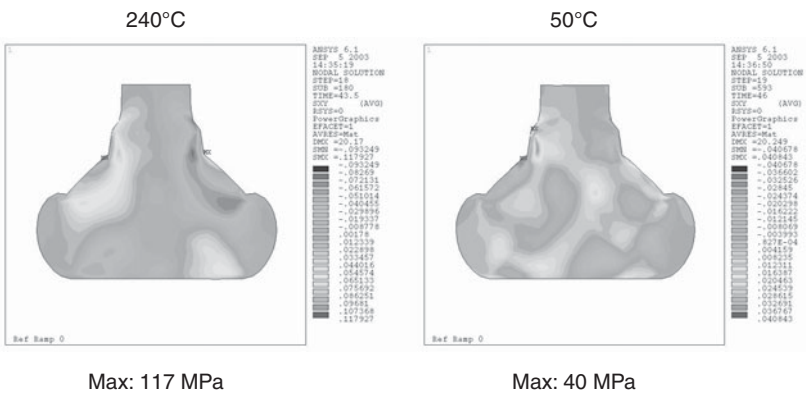 240°C
50°C
1
ANSYS 6.1
SEP 5 2003
14:35:19
NODAL SOLUTION
STEP=18
SUB =180
TIME=43.5
SXY (AVG)
RSYS=0
PowerGraphics
EFACET=1
AVRES=Mat
DMX =20.17
SMN =-.093249
SMX =.117927
-.093249
-.08269
-.072131
-.061572
-.051014
-.040455
-.029896
-.019337
-.008778
.00178
.012339
.022898
.033457
.044016
.054574
.065133
.075692
.086251
.09681
.107368
.117927
Ref Ramp 0
1
ANSYS 6.1
SEP 5 2003
14:36:50
NODAL SOLUTION
STEP=19
SUB =593
TIME=46
SXY (AVG)
RSYS=0
PowerGraphics
EFACET=1
AVRES=Mat
DMX =20.249
SMN =-.040678
SMX =.040843
-.040678
-.036602
-.032526
-.02845
-.024374
-.020298
-.016222
-.012145
-.008069
-.003993
.827E-04
.004159
.008235
.012311
.016387
.020463
.024539
.028615
.032691
.036767
.040843
Ref Ramp 0
Max: 117 MPa
Max: 40 MPa